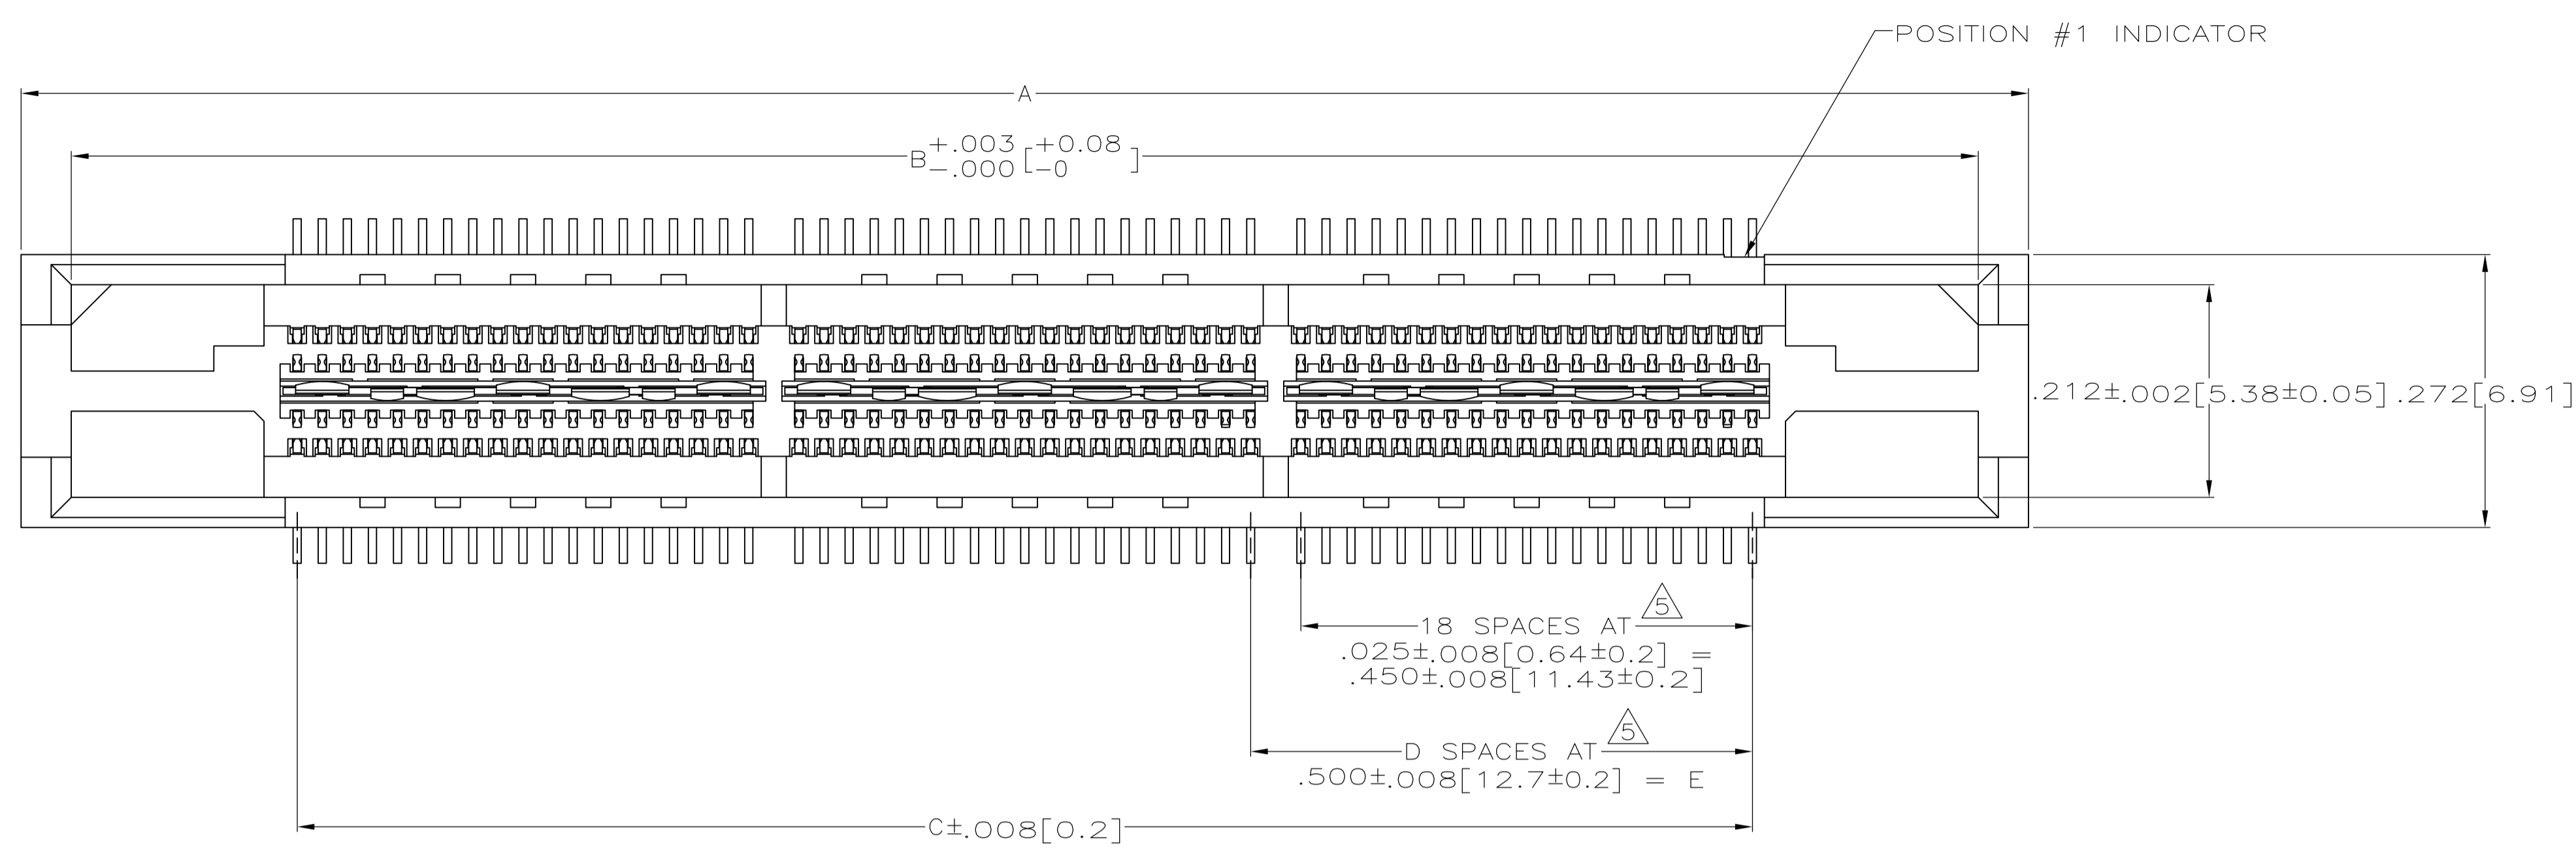 POSITION #1 INDICATOR
A
B +.003 [+0.08
-.000 -0 ]
.212±.002[5.38±0.05]
.272[6.91]
5
18 SPACES AT
.025±.008[0.64±0.2] =
.450±.008[11.43±0.2]
5
D SPACES AT
.500±.008[12.7±0.2] = E
C±.008[0.2]